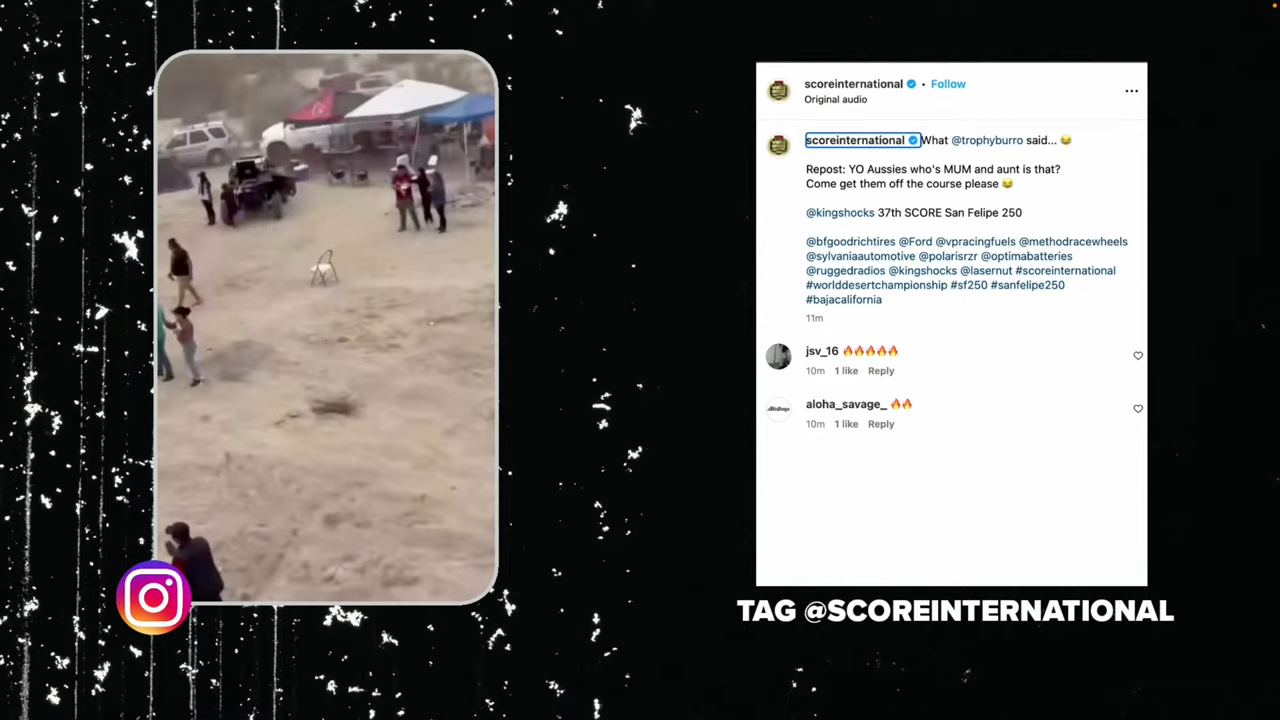 scoreinternational • Follow
Original audio
scoreinternational What @trophyburro said... 😂
Repost: YO Aussies who's MUM and aunt is that?
Come get them off the course please 😂
@kingshocks 37th SCORE San Felipe 250
@bfgoodrichtires @Ford @vpracingfuels @methodracewheels
@sylvaniaautomotive @polarisrzr @optimabatteries
@ruggedradios @kingshocks @lasernut #scoreinternational
#worlddesertchampionship #sf250 #sanfelipe250
#bajacalifornia
11m
jsv_16 🔥🔥🔥🔥🔥
10m 1 like Reply
aloha_savage_ 🔥🔥
10m 1 like Reply
TAG @SCOREINTERNATIONAL